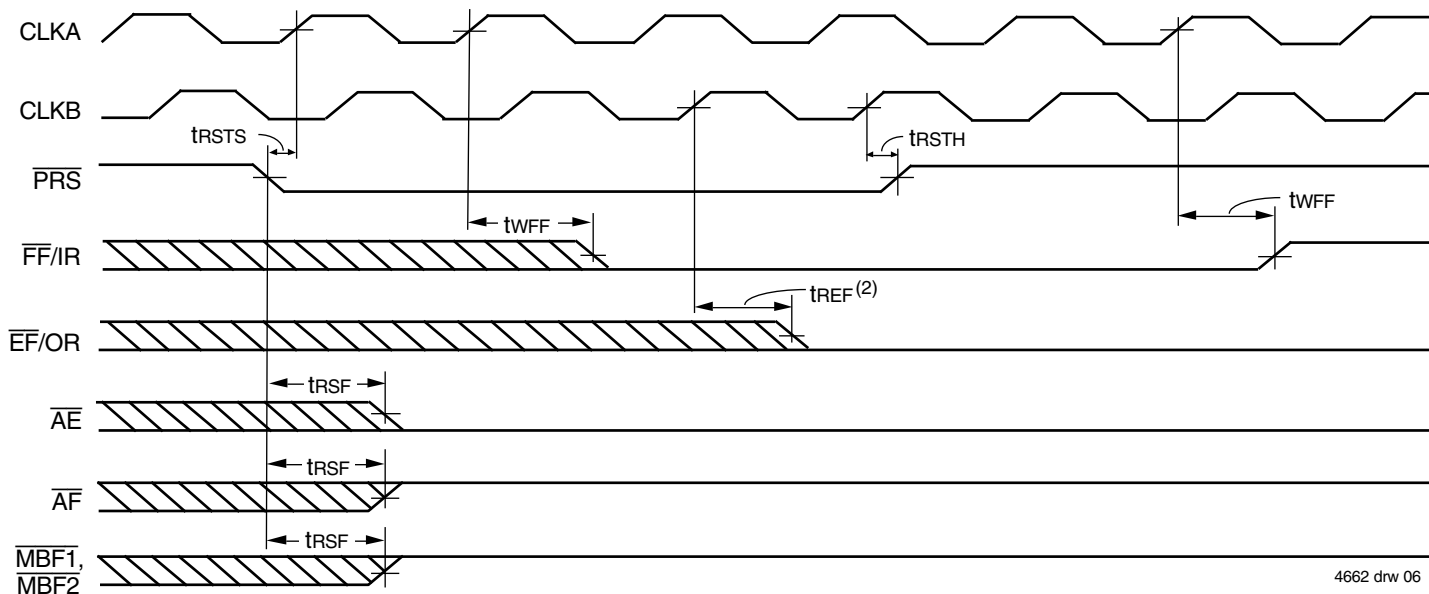 CLKA
CLKB
tRSTS
tRSTH
PRS
tWFF
tWFF
FF/IR
tREF(2)
EF/OR
tRSF
AE
tRSF
AF
tRSF
MBF1,
MBF2
4662 drw 06